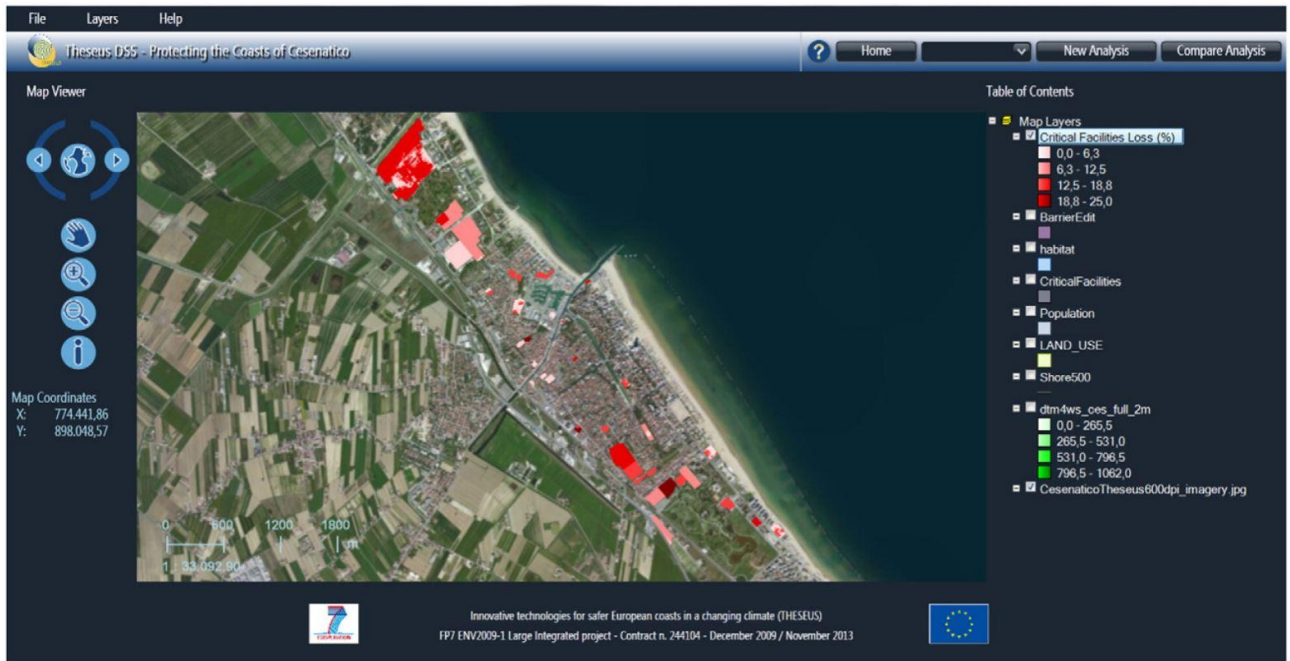 File Layers Help
Theseus DSS - Protecting the Coasts of Cesenatico
? Home New Analysis Compare Analysis
Map Viewer
Table of Contents
Map Layers
Critical Facilities Loss (%)
0,0 - 6,3
6,3 - 12,5
12,5 - 18,8
18,8 - 25,0
BarrierEdit
habitat
CriticalFacilities
Population
LAND_USE
Shore500
dtm4ws_ces_full_2m
0,0 - 265,5
265,5 - 531,0
531,0 - 796,5
796,5 - 1062,0
CesenaticoTheseus600dpi_imagery.jpg
Map Coordinates
X: 774.441,86
Y: 898.048,57
0 600 1200 1800
m
1 : 33.092,90
Innovative technologies for safer European coasts in a changing climate (THESEUS)
FP7 ENV2009-1 Large Integrated project - Contract n. 244104 - December 2009 / November 2013